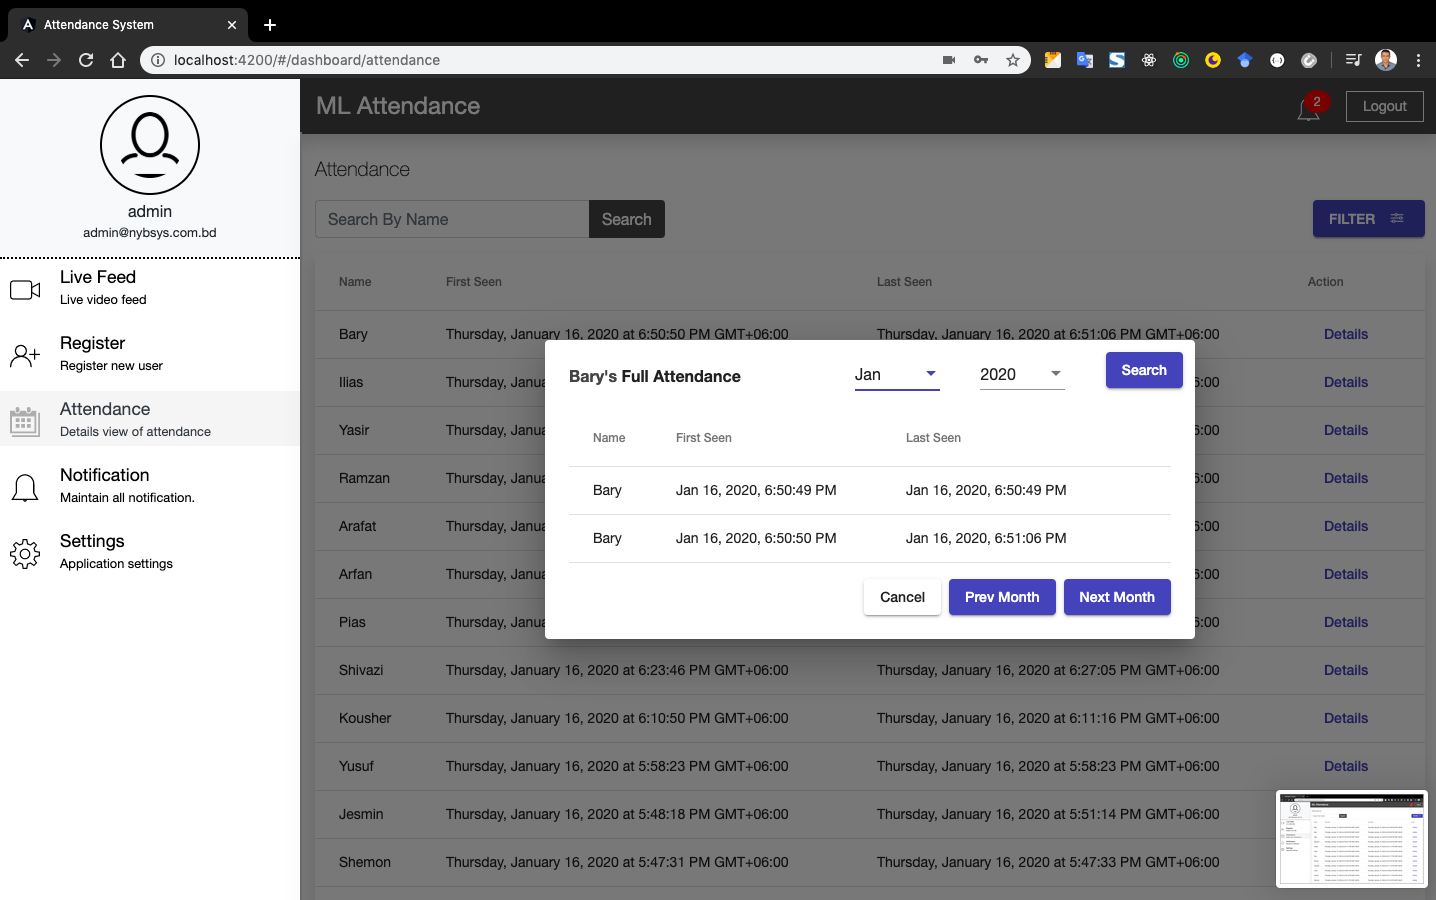 Attendance System
localhost:4200/#/dashboard/attendance
admin
admin@nybsys.com.bd
Live Feed
Live video feed
Register
Register new user
Attendance
Details view of attendance
Notification
Maintain all notification.
Settings
Application settings
ML Attendance
2
Logout
Attendance
Search By Name
Search
FILTER
Name First Seen Last Seen Action
Bary Thursday, January 16, 2020 at 6:50:50 PM GMT+06:00 Thursday, January 16, 2020 at 6:51:06 PM GMT+06:00 Details
Ilias Thursday, Janua 6:00 Details
Yasir Thursday, Janua 6:00 Details
Ramzan Thursday, Janua 6:00 Details
Arafat Thursday, Janua 6:00 Details
Arfan Thursday, Janua 6:00 Details
Pias Thursday, Janua 6:00 Details
Shivazi Thursday, January 16, 2020 at 6:23:46 PM GMT+06:00 Thursday, January 16, 2020 at 6:27:05 PM GMT+06:00 Details
Kousher Thursday, January 16, 2020 at 6:10:50 PM GMT+06:00 Thursday, January 16, 2020 at 6:11:16 PM GMT+06:00 Details
Yusuf Thursday, January 16, 2020 at 5:58:23 PM GMT+06:00 Thursday, January 16, 2020 at 5:58:23 PM GMT+06:00 Details
Jesmin Thursday, January 16, 2020 at 5:48:18 PM GMT+06:00 Thursday, January 16, 2020 at 5:51:14 PM GMT+06:00
Shemon Thursday, January 16, 2020 at 5:47:31 PM GMT+06:00 Thursday, January 16, 2020 at 5:47:33 PM GMT+06:00
Bary's Full Attendance
Jan
2020
Search
Name First Seen Last Seen
Bary Jan 16, 2020, 6:50:49 PM Jan 16, 2020, 6:50:49 PM
Bary Jan 16, 2020, 6:50:50 PM Jan 16, 2020, 6:51:06 PM
Cancel
Prev Month
Next Month